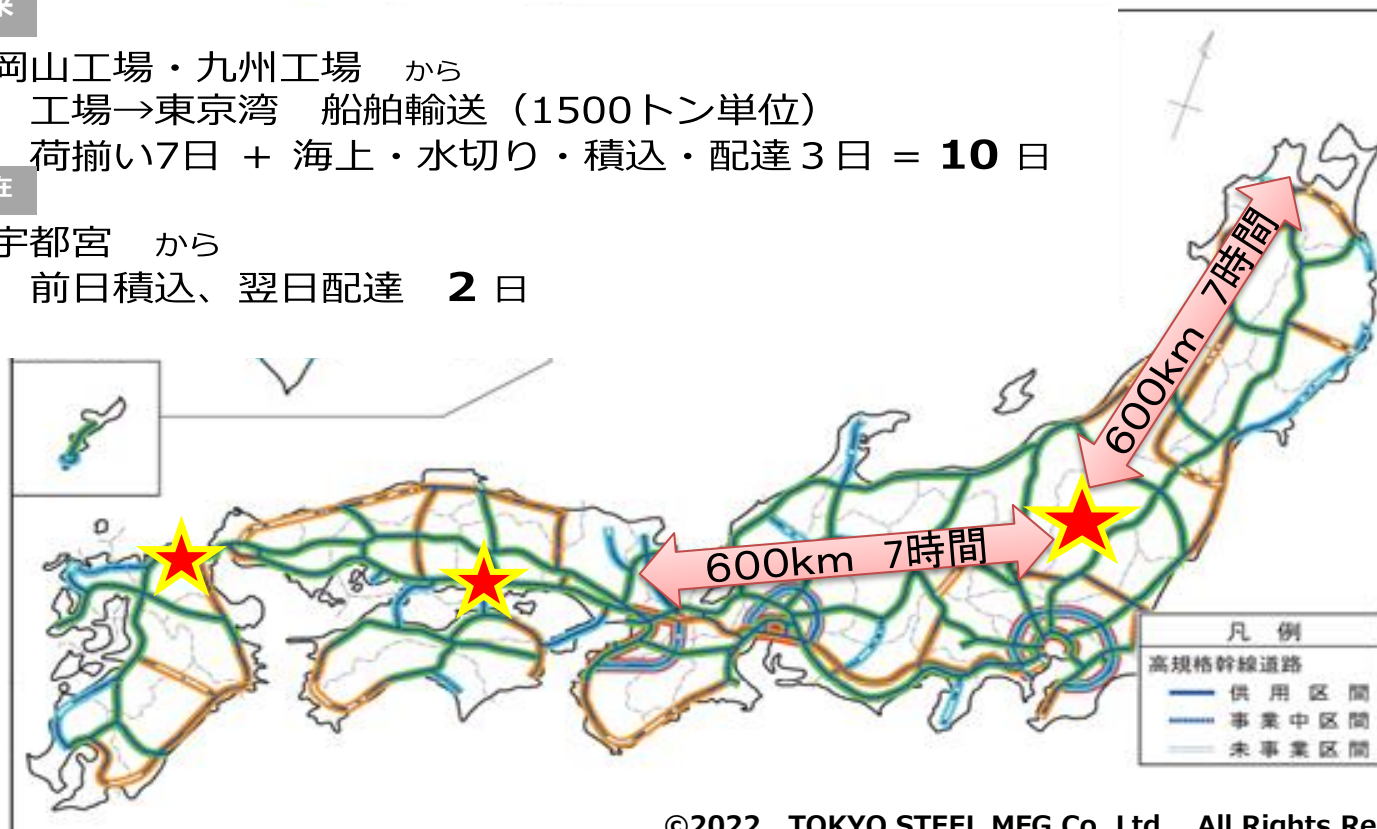 来
岡山工場・九州工場 から
工場→東京湾 船舶輸送(1500トン単位)
荷揃い7日 + 海上・水切り・積込・配達3日 = 10 日
在
宇都宮 から
前日積込、翌日配達 2 日
600km 7時間
600km 7時間
凡 例
高規格幹線道路
供 用 区 間
事 業 中 区 間
未 事 業 区 間
©2022 TOKYO STEEL MFG Co.,Ltd. All Rights Re